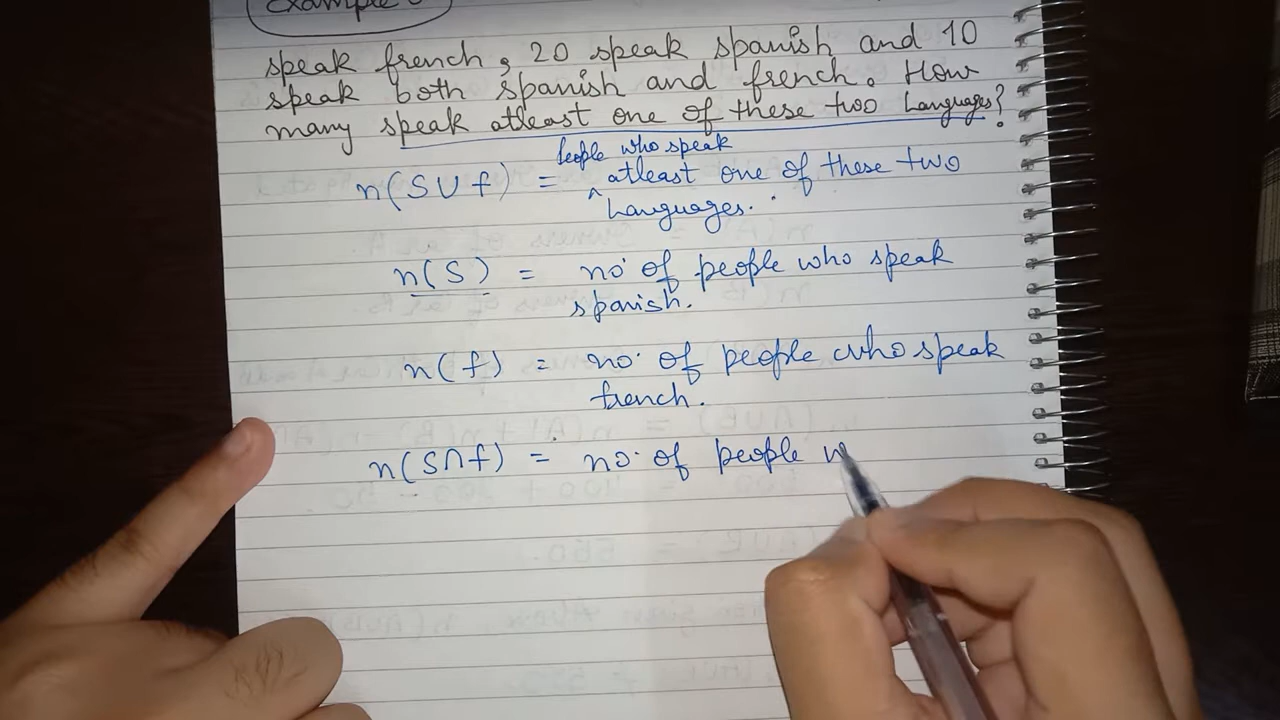 Example
speak french, 20 speak spanish and 10
speak both spanish and french. How
many speak atleast one of these two Languages?
people who speak
n(S∪f) = ^ atleast one of these two
Languages.
n(S) = no of people who speak
spanish.
n(f) = no. of people who speak
french.
n(S∩f) = no. of people w